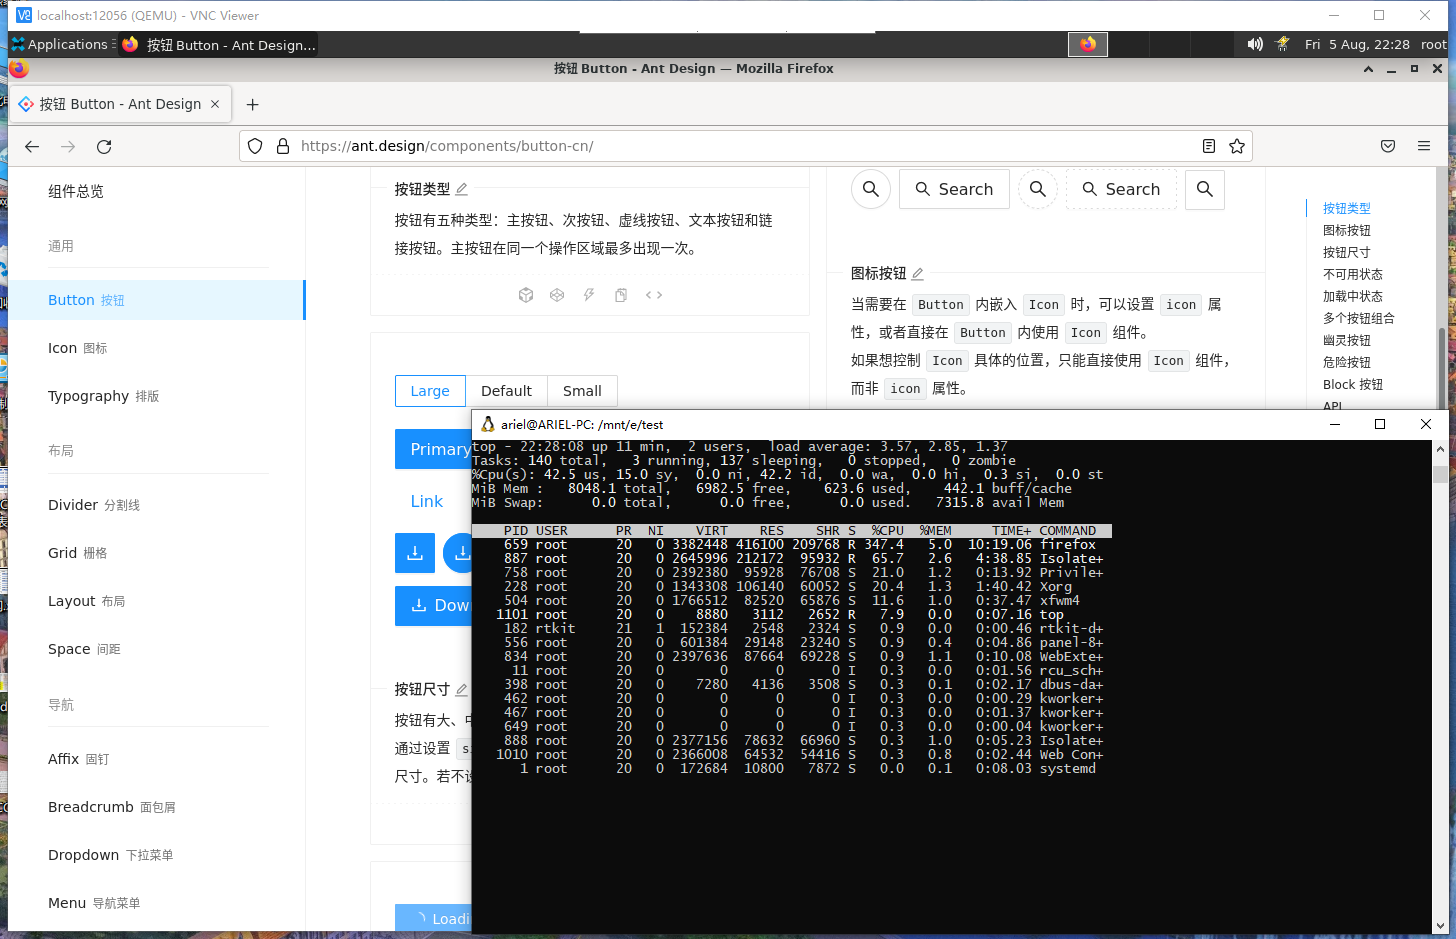 localhost:12056 (QEMU) - VNC Viewer
Applications
按钮 Button - Ant Design...
Fri 5 Aug, 22:28 root
按钮 Button - Ant Design — Mozilla Firefox
按钮 Button - Ant Design
https://ant.design/components/button-cn/
组件总览
通用
Button 按钮
Icon 图标
Typography 排版
布局
Divider 分割线
Grid 栅格
Layout 布局
Space 间距
导航
Affix 固钉
Breadcrumb 面包屑
Dropdown 下拉菜单
Menu 导航菜单
按钮类型
按钮有五种类型：主按钮、次按钮、虚线按钮、文本按钮和链
接按钮。主按钮在同一个操作区域最多出现一次。
Large Default Small
Primary
Link
Dow
按钮尺寸
按钮有大、中
通过设置 s
尺寸。若不设
Loadi
Search Search
图标按钮
当需要在 Button 内嵌入 Icon 时，可以设置 icon 属
性，或者直接在 Button 内使用 Icon 组件。
如果想控制 Icon 具体的位置，只能直接使用 Icon 组件，
而非 icon 属性。
按钮类型
图标按钮
按钮尺寸
不可用状态
加载中状态
多个按钮组合
幽灵按钮
危险按钮
Block 按钮
API
ariel@ARIEL-PC: /mnt/e/test
top - 22:28:08 up 11 min,  2 users,  load average: 3.57, 2.85, 1.37
Tasks: 140 total,   3 running, 137 sleeping,   0 stopped,   0 zombie
%Cpu(s): 42.5 us, 15.0 sy,  0.0 ni, 42.2 id,  0.0 wa,  0.0 hi,  0.3 si,  0.0 st
MiB Mem :   8048.1 total,   6982.5 free,    623.6 used,    442.1 buff/cache
MiB Swap:      0.0 total,      0.0 free,      0.0 used.   7315.8 avail Mem
PID USER      PR  NI    VIRT    RES    SHR S  %CPU  %MEM     TIME+ COMMAND
659 root      20   0 3382448 416100 209768 R 347.4   5.0  10:19.06 firefox
887 root      20   0 2645996 212172  95932 R  65.7   2.6   4:38.85 Isolate+
758 root      20   0 2392380  95928  76708 S  21.0   1.2   0:13.92 Privile+
228 root      20   0 1343308 106140  60052 S  20.4   1.3   1:40.42 Xorg
504 root      20   0 1766512  82520  65876 S  11.6   1.0   0:37.47 xfwm4
1101 root      20   0    8880   3112   2652 R   7.9   0.0   0:07.16 top
182 rtkit     21   1  152384   2548   2324 S   0.9   0.0   0:00.46 rtkit-d+
556 root      20   0  601384  29148  23240 S   0.9   0.4   0:04.86 panel-8+
834 root      20   0 2397636  87664  69228 S   0.9   1.1   0:10.08 WebExte+
11 root      20   0       0      0      0 I   0.3   0.0   0:01.56 rcu_sch+
398 root      20   0    7280   4136   3508 S   0.3   0.1   0:02.17 dbus-da+
462 root      20   0       0      0      0 I   0.3   0.0   0:00.29 kworker+
467 root      20   0       0      0      0 I   0.3   0.0   0:01.37 kworker+
649 root      20   0       0      0      0 I   0.3   0.0   0:00.04 kworker+
888 root      20   0 2377156  78632  66960 S   0.3   1.0   0:05.23 Isolate+
1010 root      20   0 2366008  64532  54416 S   0.3   0.8   0:02.44 Web Con+
1 root      20   0  172684  10800   7872 S   0.0   0.1   0:08.03 systemd